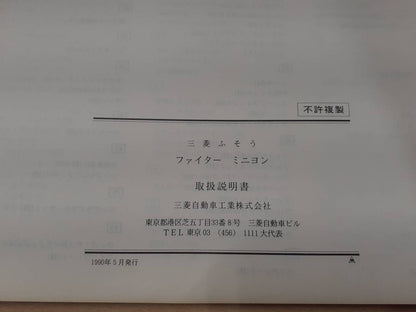 不許複製
三菱ふそう
ファイター ミニヨン
取扱説明書
三菱自動車工業株式会社
東京都港区芝五丁目33番8号 三菱自動車ビル
TEL 東京 03 (456) 1111 大代表
1990年5月発行